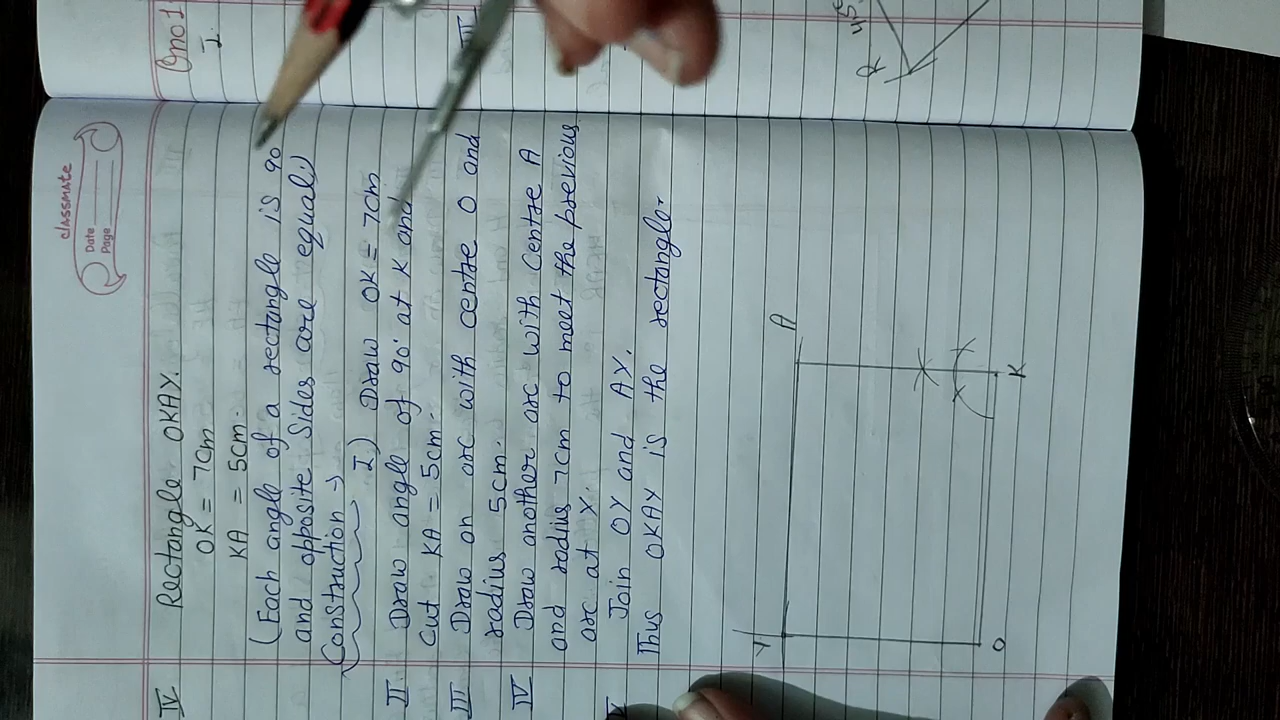 classmate
Date
Page
IV Rectangle OKAY.
OK = 7cm
KA = 5cm.
(Each angle of a rectangle is 90
and opposite Sides are equal)
Construction →
I) Draw OK = 7cm
II Draw angle of 90° at K and
cut KA = 5cm.
III Draw an arc with centre O and
radius 5cm.
IV Draw another arc with Centre A
and radius 7cm to meet the previous
arc at Y.
Join OY and AY.
Thus OKAY is the rectangle.
Y
A
O
K
Qno1
I.
III
R
45°